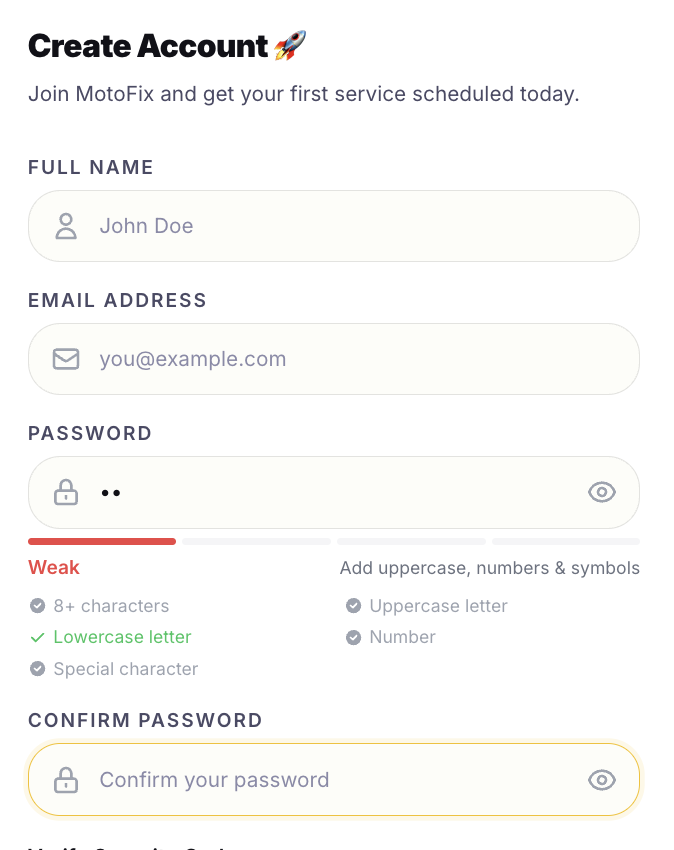 Create Account 🚀
Join MotoFix and get your first service scheduled today.
FULL NAME
John Doe
EMAIL ADDRESS
you@example.com
PASSWORD
••
Weak
Add uppercase, numbers & symbols
8+ characters
Uppercase letter
Lowercase letter
Number
Special character
CONFIRM PASSWORD
Confirm your password